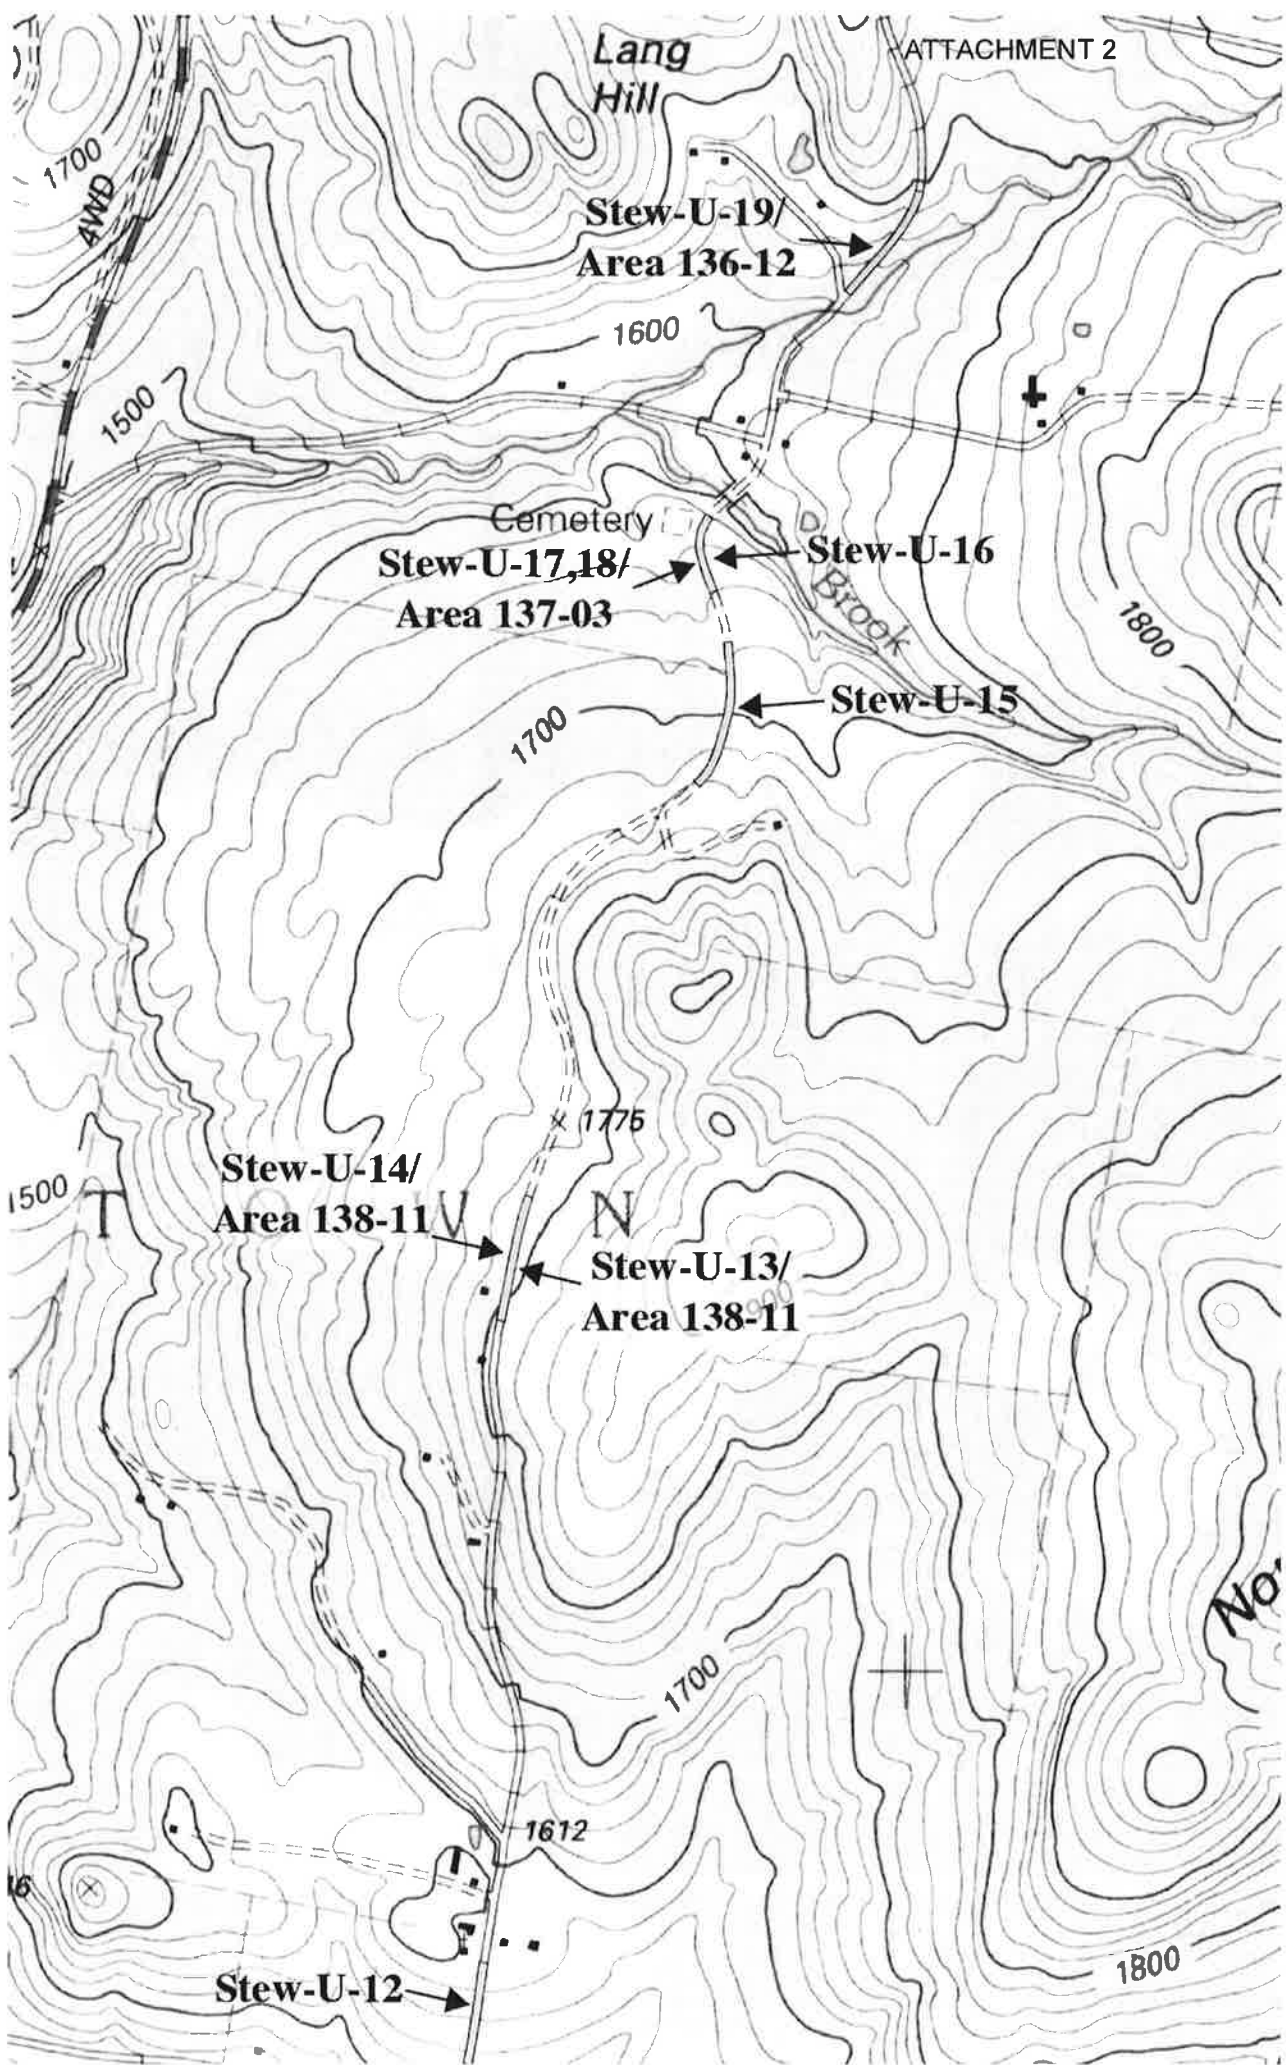 ATTACHMENT 2
Lang
Hill
1700
4WD
Stew-U-19/
Area 136-12
1600
1500
Cemetery
Stew-U-17,18/
Area 137-03
Stew-U-16
Brook
1800
Stew-U-15
1700
1775
Stew-U-14/
Area 138-11
1500
T O W N
Stew-U-13/
Area 138-11
1700
1612
1800
Stew-U-12